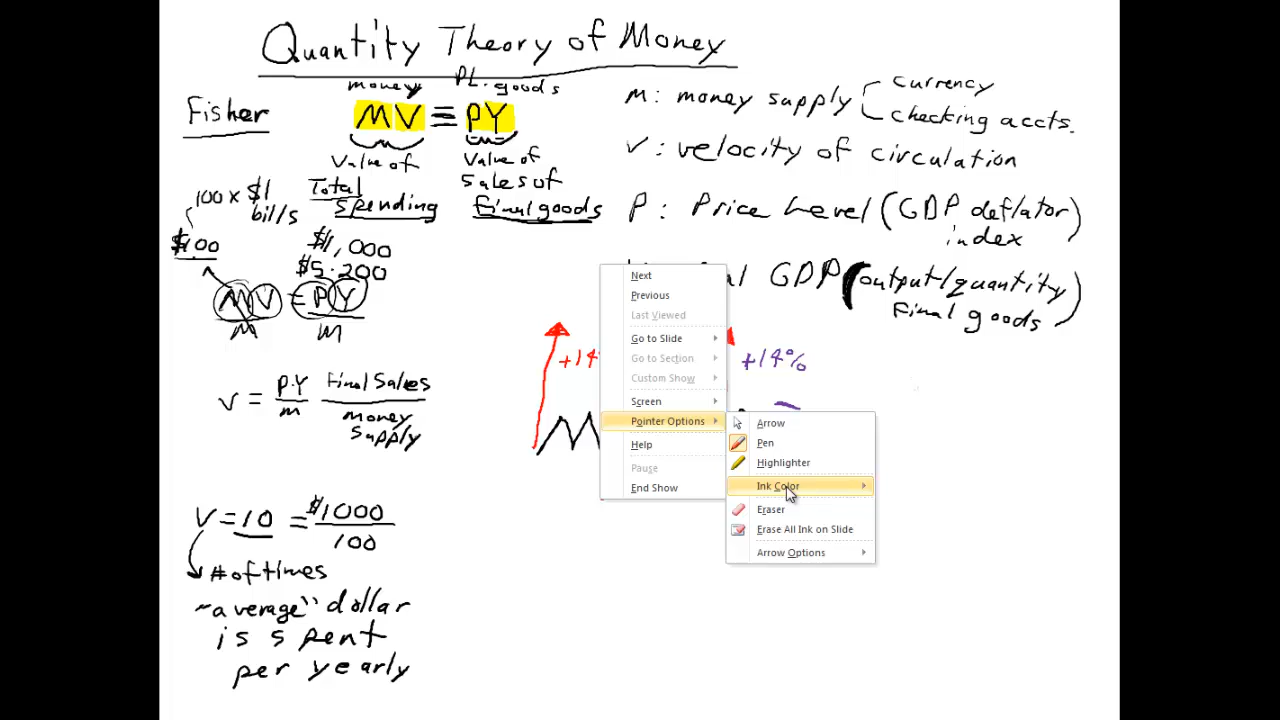 Quantity Theory of Money
money PL. goods
Fisher MV ≡ PY
Value of Total spending
Value of Sales of final goods
m: money supply currency
checking accts.
V: velocity of circulation
P: Price Level (GDP deflator)
index
GDP (output/quantity)
final goods
100 x $1
bills
$100
$1,000
$5·200
MV = PY
M M
V = P.Y Final Sales
m money
supply
+14% +14%
M
V = 10 = $1000
100
# of times
"average" dollar
is spent
per yearly
Next
Previous
Last Viewed
Go to Slide
Go to Section
Custom Show
Screen
Pointer Options
Help
Pause
End Show
Arrow
Pen
Highlighter
Ink Color
Eraser
Erase All Ink on Slide
Arrow Options